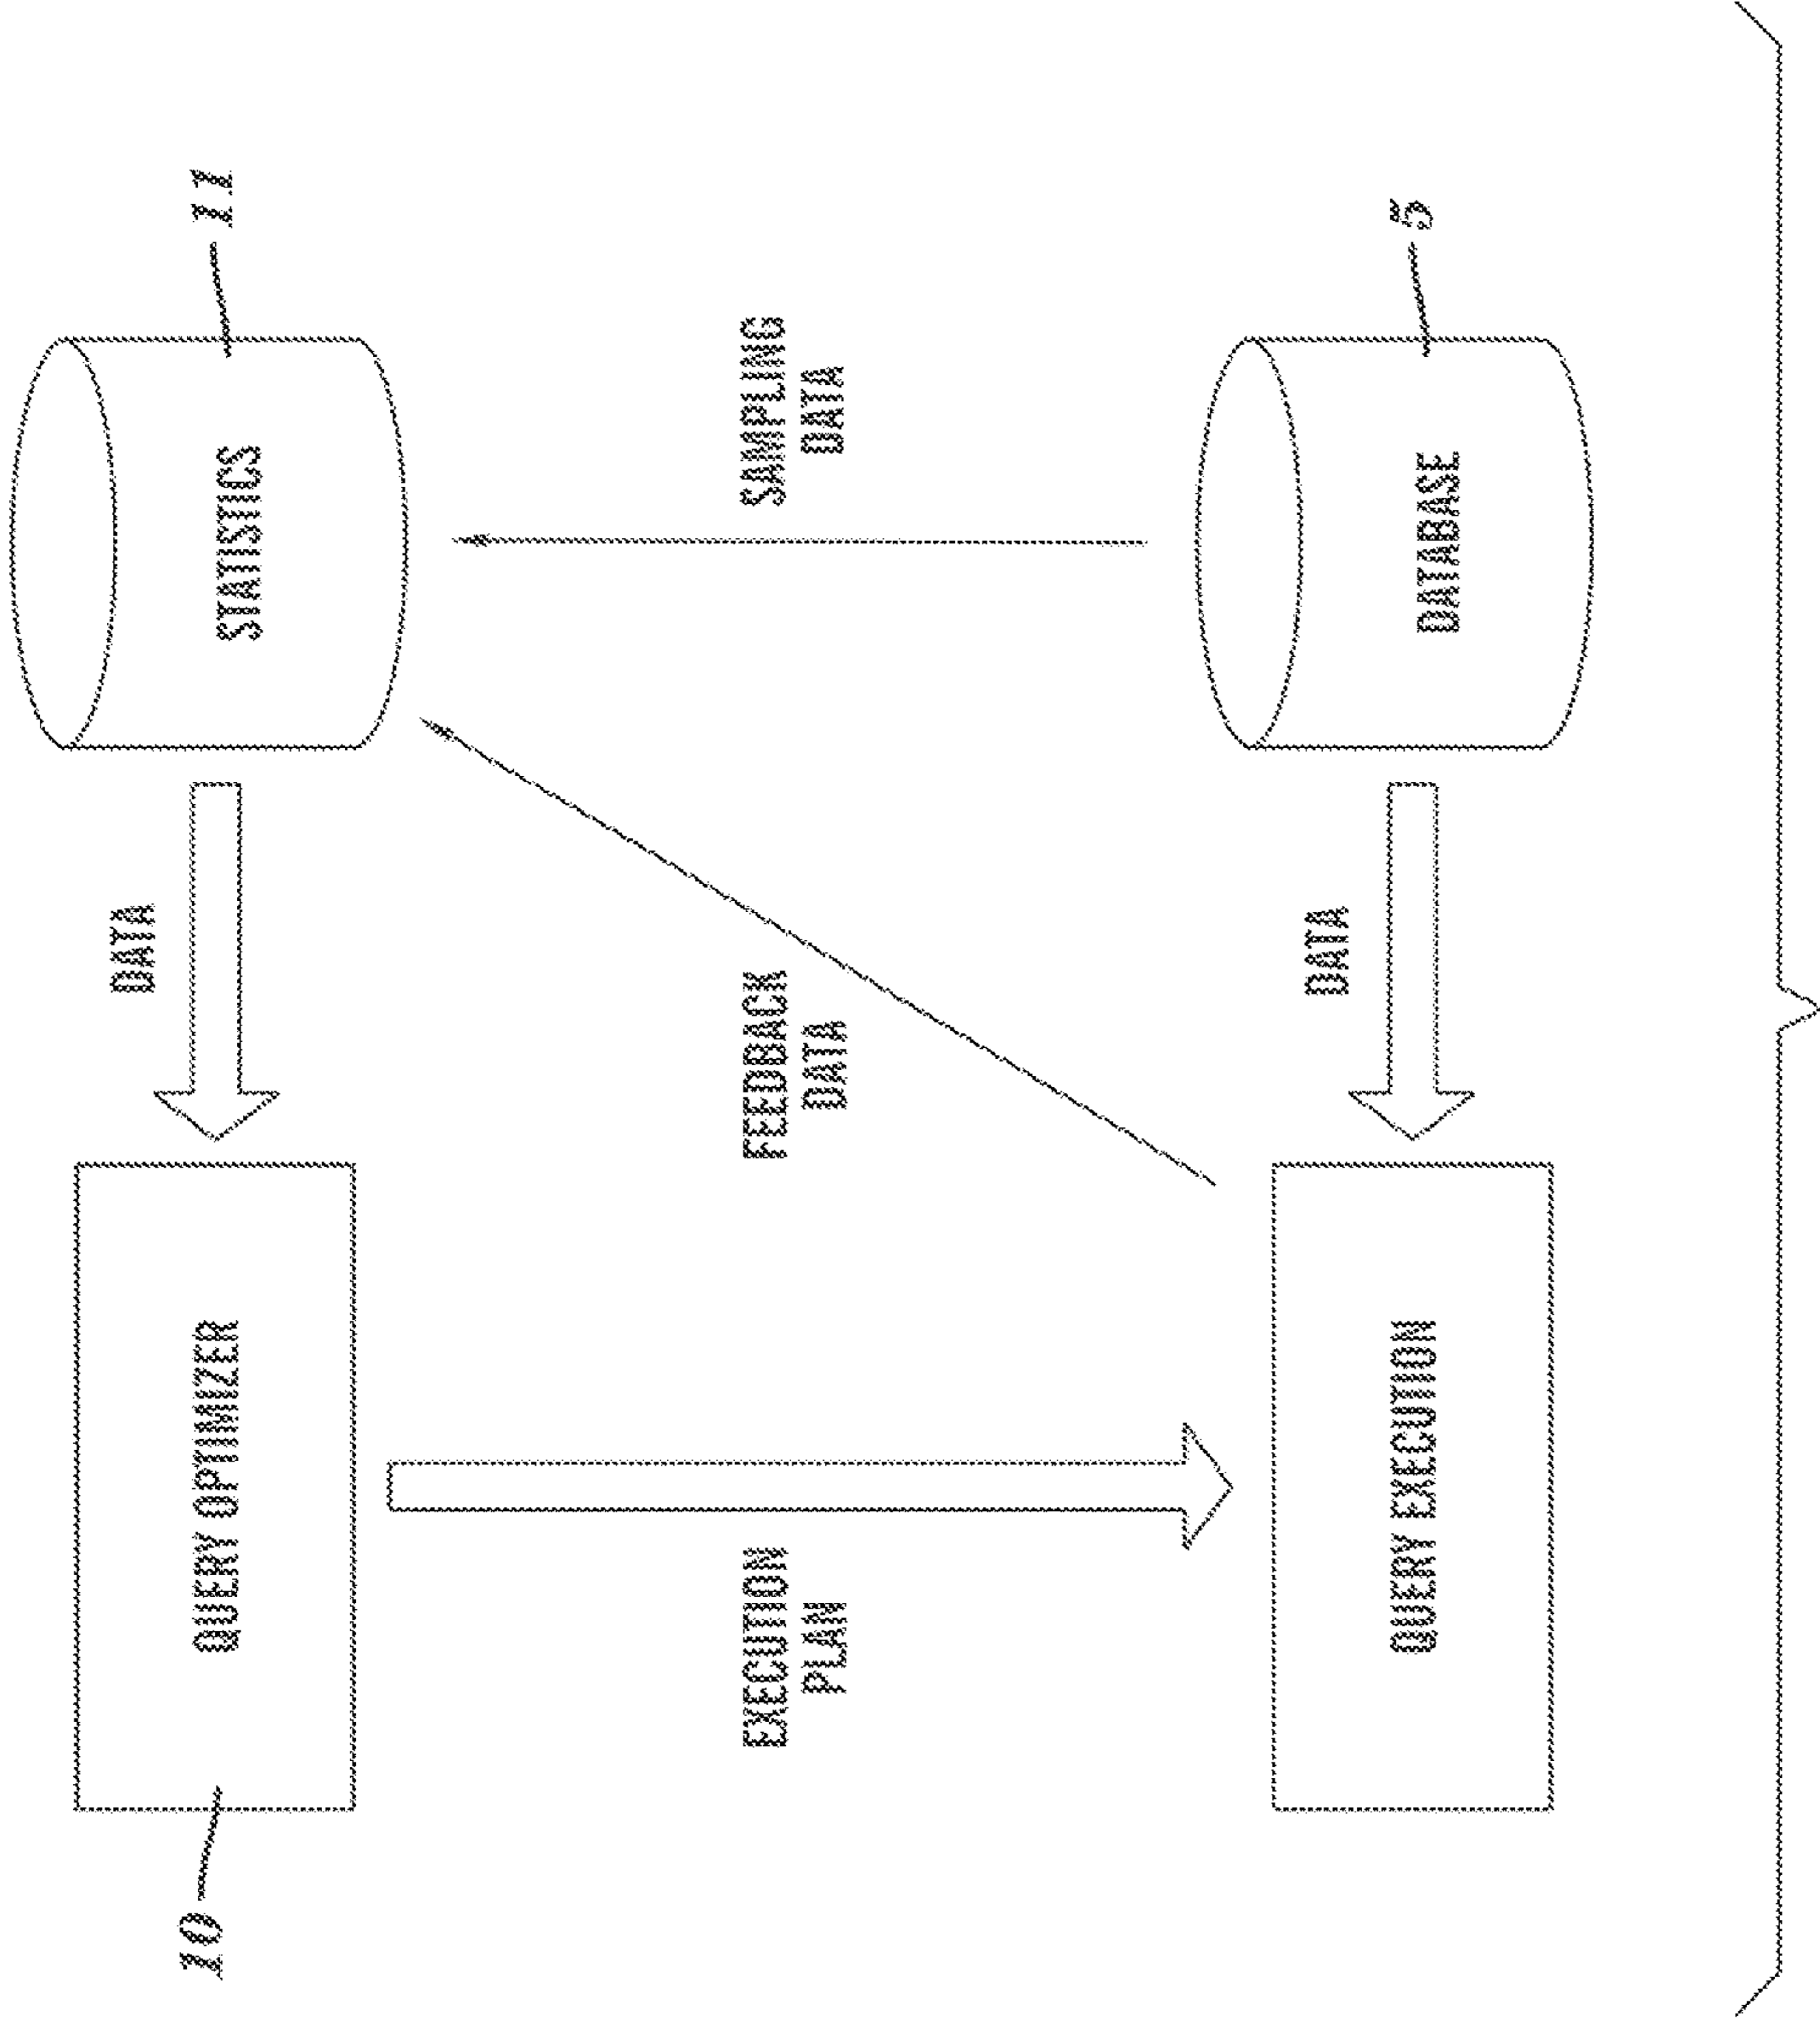 DATA
10
QUERY OPTIMIZER
STATISTICS
11
EXECUTION
PLAN
FEEDBACK
DATA
SAMPLING
DATA
DATA
QUERY EXECUTION
DATABASE
5